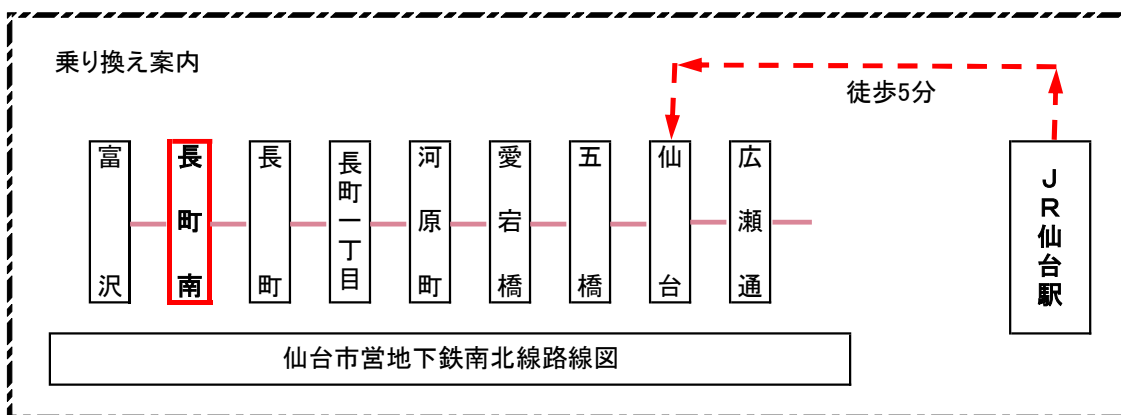 乗り換え案内
徒歩5分
富沢
長町南
長町
長町一丁目
河原町
愛宕橋
五橋
仙台
広瀬通
JR仙台駅
仙台市営地下鉄南北線路線図